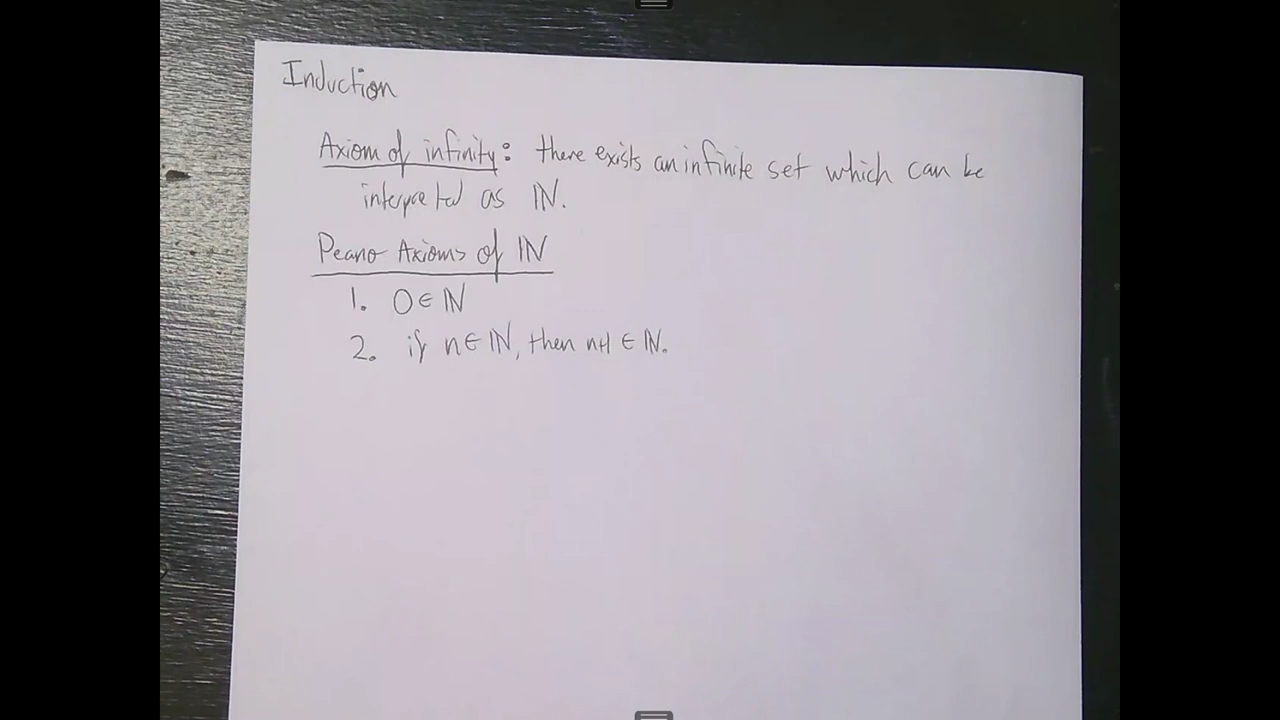 Induction
Axiom of infinity: there exists an infinite set which can be
interpreted as ℕ.
Peano Axioms of ℕ
1. 0 ∈ ℕ
2. if n ∈ ℕ, then n+1 ∈ ℕ.